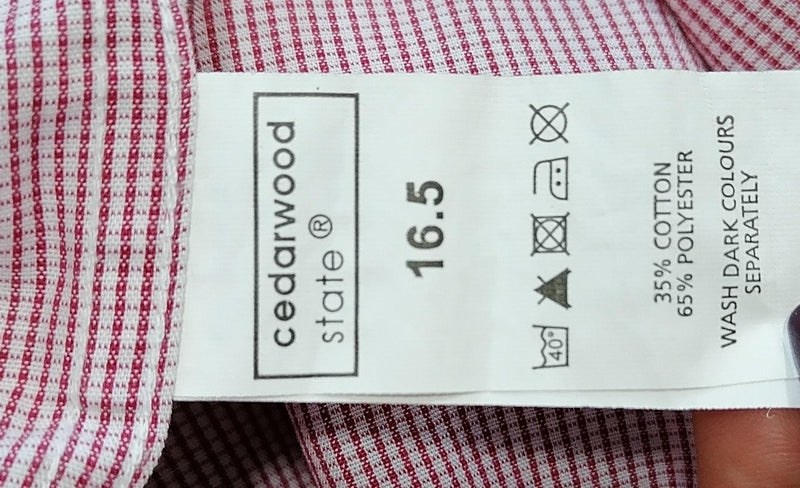 cedarwood
state ®
16.5
40°
35% COTTON
65% POLYESTER
WASH DARK COLOURS
SEPARATELY